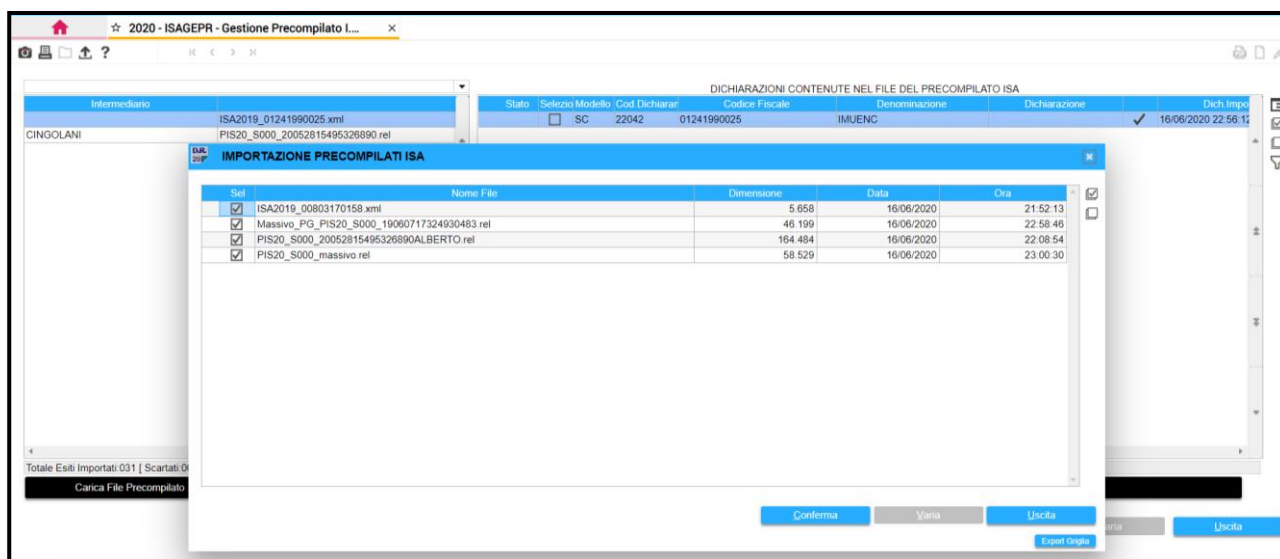 ☆ 2020 - ISAGEPR - Gestione Precompilato I.... ×
DICHIARAZIONI CONTENUTE NEL FILE DEL PRECOMPILATO ISA
Intermediario
Stato Selezio Modello Cod.Dichiarar Codice Fiscale Denominazione Dichiarazione Dich.Impo
ISA2019_01241990025.xml
SC 22042 01241990025 IMUENC 16/06/2020 22:56:12
CINGOLANI PIS20_S000_20052815495326890.rel
IMPORTAZIONE PRECOMPILATI ISA
Sel Nome File Dimensione Data Ora
ISA2019_00803170158.xml 5.658 16/06/2020 21:52:13
Massivo_PG_PIS20_S000_19060717324930483.rel 46.199 16/06/2020 22:58:46
PIS20_S000_20052815495326890ALBERTO.rel 164.484 16/06/2020 22:08:54
PIS20_S000_massivo.rel 58.529 16/06/2020 23:00:30
Totale Esiti Importati:031 [ Scartati:0
Carica File Precompilato
Conferma Varia Uscita
aria Uscita
Export Griglia